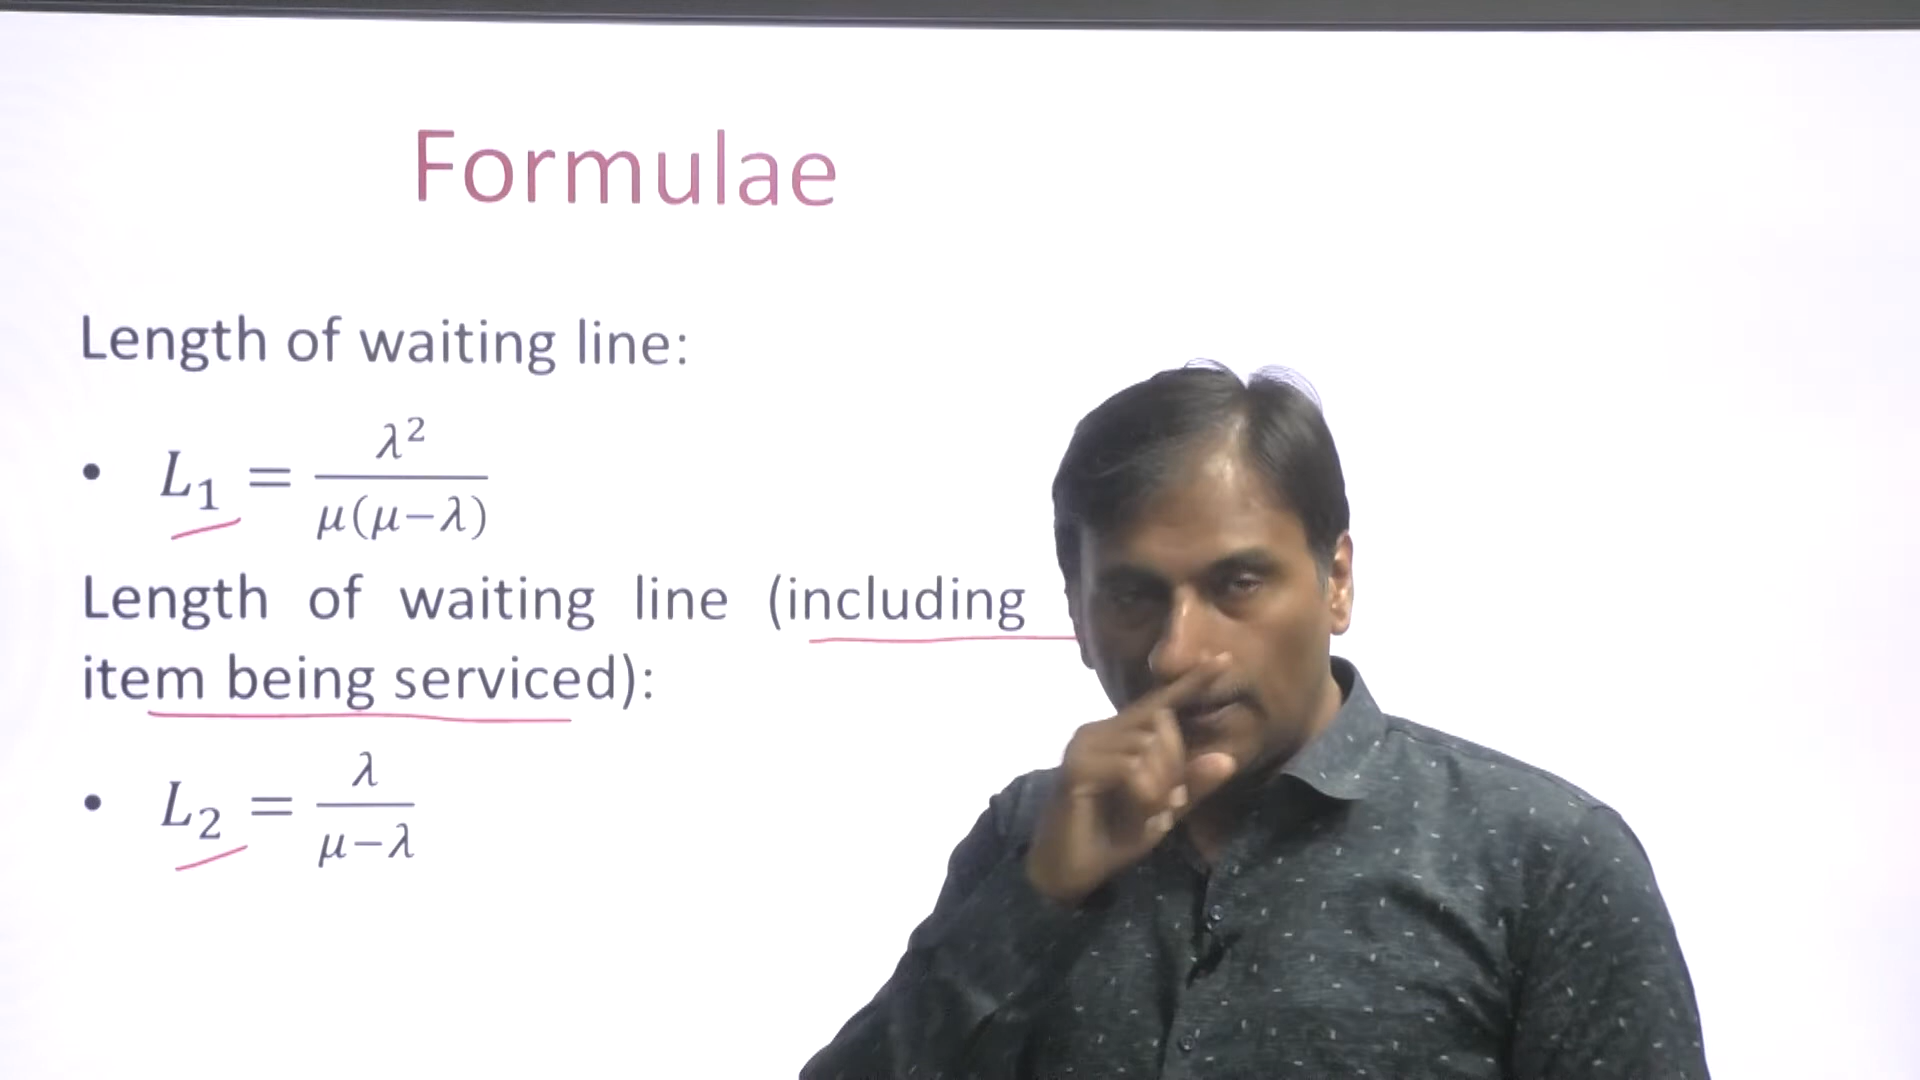 Formulae
Length of waiting line:
• L₁ = λ² / μ(μ−λ)
Length of waiting line (including
item being serviced):
• L₂ = λ / μ−λ